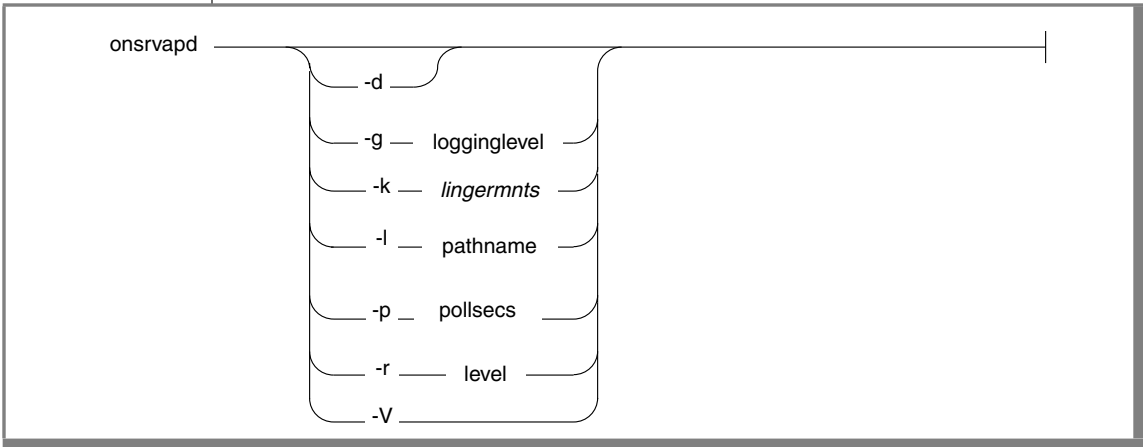 onsrvapd
-d
-g logginglevel
-k lingermnts
-l pathname
-p pollsecs
-r level
-V